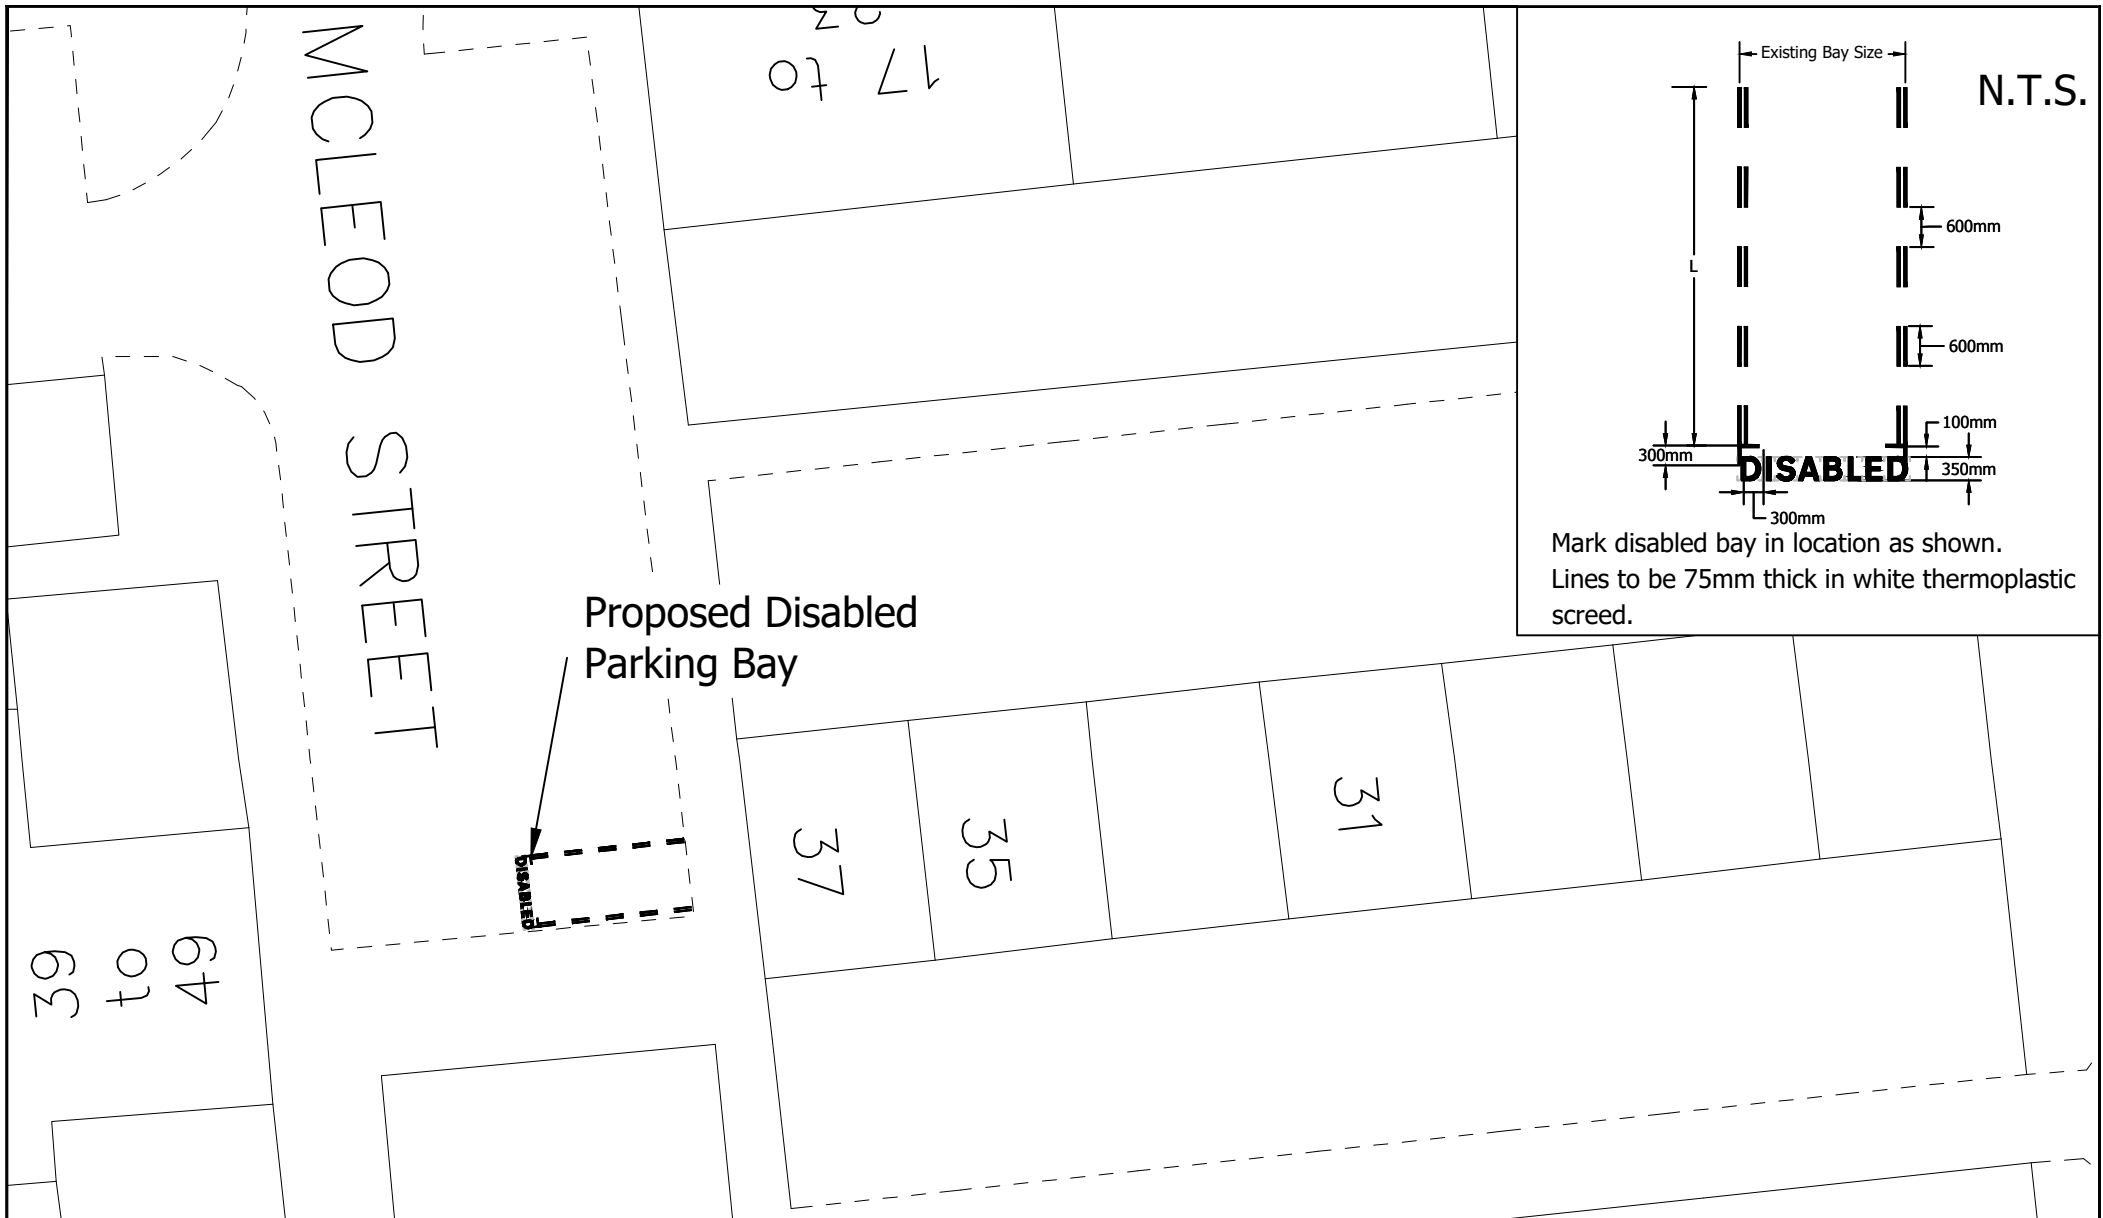 MCLEOD STREET
17 to
23
Proposed Disabled
Parking Bay
DISABLED
37
35
31
39
to
49
Existing Bay Size
N.T.S.
L
600mm
600mm
100mm
300mm
350mm
DISABLED
300mm
Mark disabled bay in location as shown.
Lines to be 75mm thick in white thermoplastic
screed.